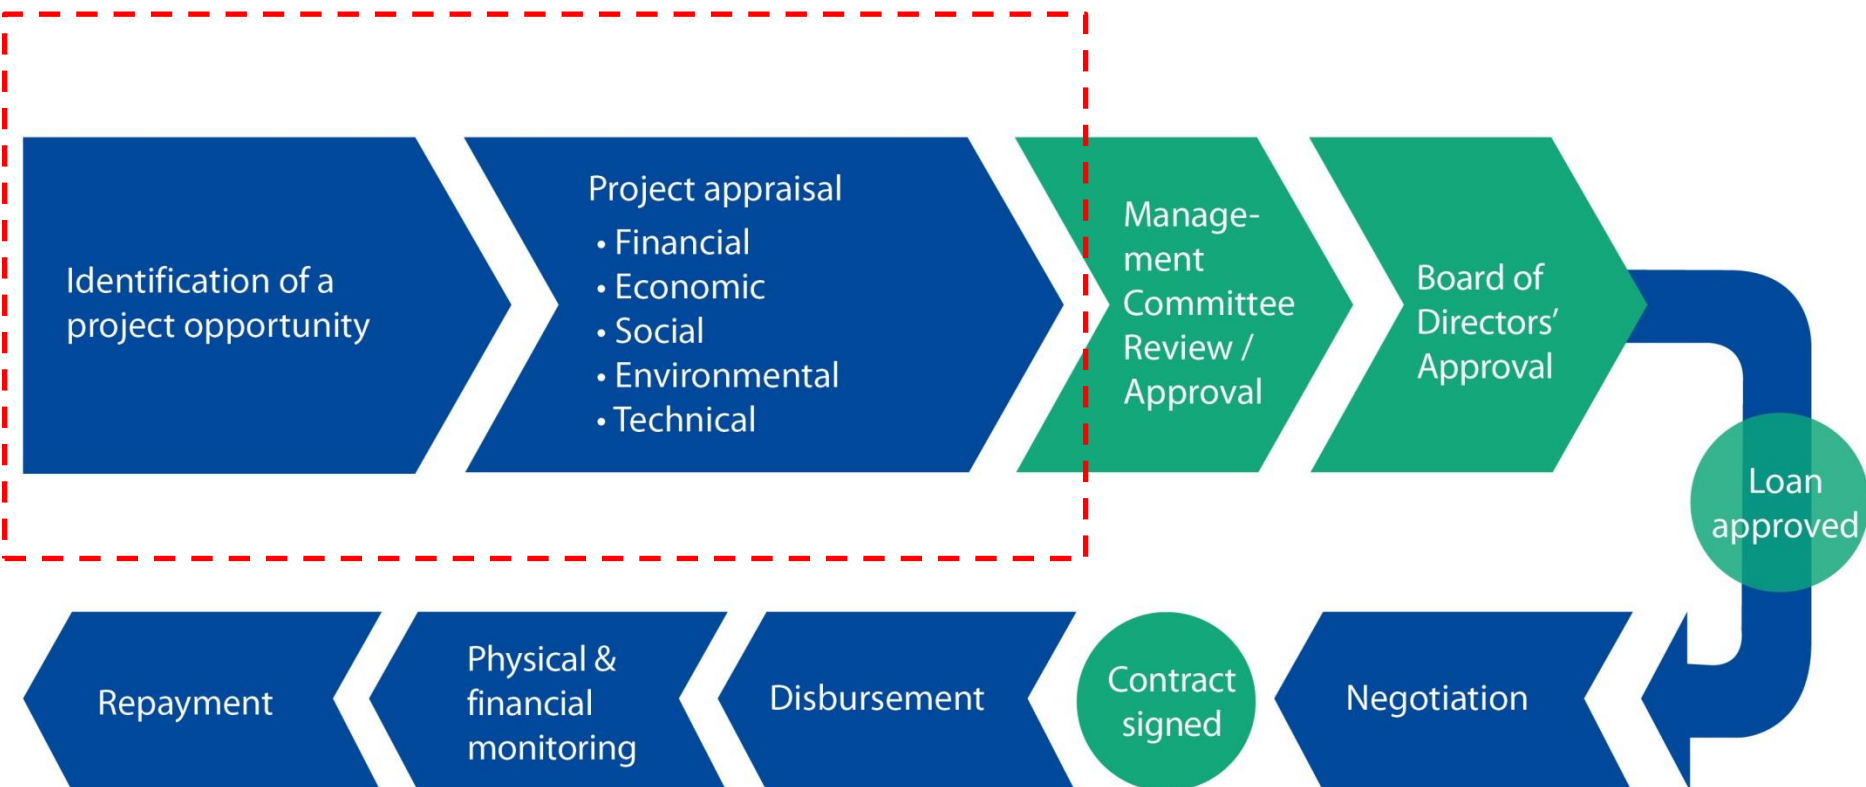 Identification of a
project opportunity
Project appraisal
• Financial
• Economic
• Social
• Environmental
• Technical
Manage-
ment
Committee
Review /
Approval
Board of
Directors’
Approval
Loan
approved
Negotiation
Contract
signed
Disbursement
Physical &
financial
monitoring
Repayment